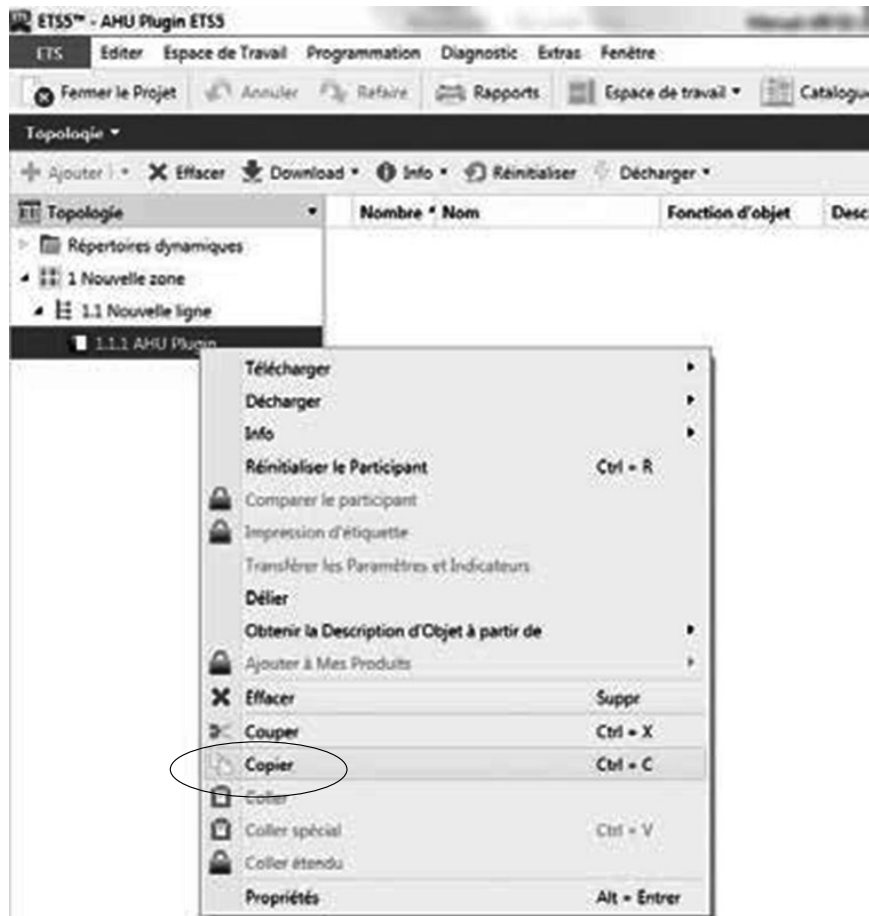 ETS5™ - AHU Plugin ETS5
ETS Editer Espace de Travail Programmation Diagnostic Extras Fenêtre
Fermer le Projet Annuler Refaire Rapports Espace de travail Catalogu
Topologie
Ajouter Effacer Download Info Réinitialiser Décharger
Topologie Nombre Nom Fonction d'objet Desc
Répertoires dynamiques
1 Nouvelle zone
1.1 Nouvelle ligne
1.1.1 AHU Plugin
Télécharger
Décharger
Info
Réinitialiser le Participant Ctrl + R
Comparer le participant
Impression d'étiquette
Transférer les Paramètres et Indicateurs
Délier
Obtenir la Description d'Objet à partir de
Ajouter à Mes Produits
Effacer Suppr
Couper Ctrl + X
Copier Ctrl + C
Coller
Coller spécial Ctrl + V
Coller étendu
Propriétés Alt + Entrer